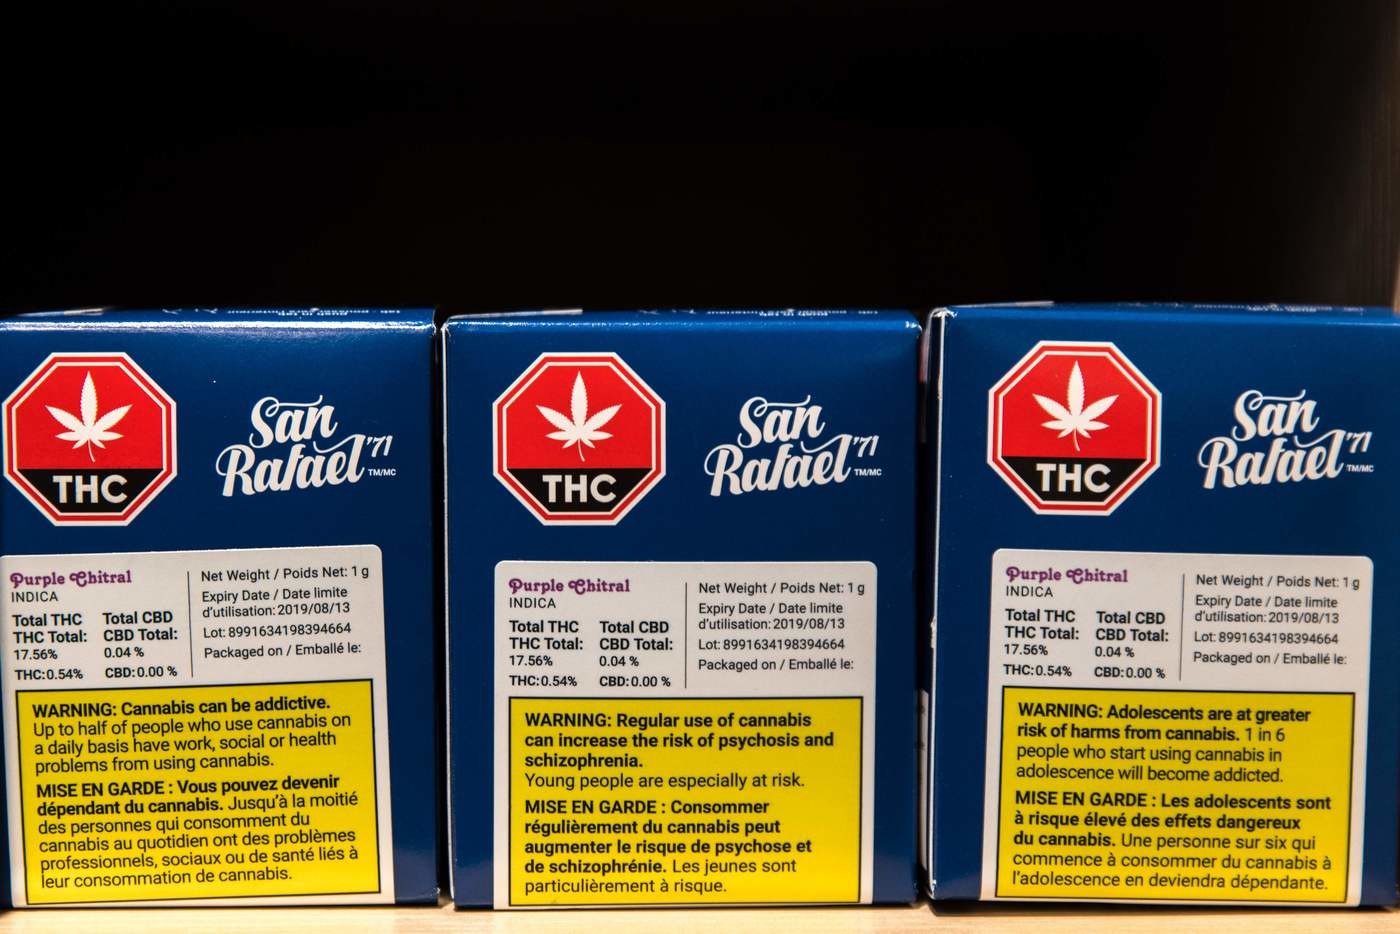 THC
San
Rafael '71
TM/MC
Purple Chitral
INDICA
Total THC
THC Total:
17.56%
THC: 0.54%
Total CBD
CBD Total:
0.04 %
CBD: 0.00 %
Net Weight / Poids Net: 1 g
Expiry Date / Date limite
d'utilisation: 2019/08/13
Lot: 8991634198394664
Packaged on / Emballé le:
WARNING: Cannabis can be addictive.
Up to half of people who use cannabis on
a daily basis have work, social or health
problems from using cannabis.
MISE EN GARDE : Vous pouvez devenir
dépendant du cannabis. Jusqu'à la moitié
des personnes qui consomment du
cannabis au quotidien ont des problèmes
professionnels, sociaux ou de santé liés à
leur consommation de cannabis.
THC
San
Rafael '71
TM/MC
Purple Chitral
INDICA
Total THC
THC Total:
17.56%
THC: 0.54%
Total CBD
CBD Total:
0.04 %
CBD: 0.00 %
Net Weight / Poids Net: 1 g
Expiry Date / Date limite
d'utilisation: 2019/08/13
Lot: 8991634198394664
Packaged on / Emballé le:
WARNING: Regular use of cannabis
can increase the risk of psychosis and
schizophrenia.
Young people are especially at risk.
MISE EN GARDE : Consommer
régulièrement du cannabis peut
augmenter le risque de psychose et
de schizophrénie. Les jeunes sont
particulièrement à risque.
THC
San
Rafael '71
TM/MC
Purple Chitral
INDICA
Total THC
THC Total:
17.56%
THC: 0.54%
Total CBD
CBD Total:
0.04 %
CBD: 0.00 %
Net Weight / Poids Net: 1 g
Expiry Date / Date limite
d'utilisation: 2019/08/13
Lot: 8991634198394664
Packaged on / Emballé le:
WARNING: Adolescents are at greater
risk of harms from cannabis. 1 in 6
people who start using cannabis in
adolescence will become addicted.
MISE EN GARDE : Les adolescents sont
à risque élevé des effets dangereux
du cannabis. Une personne sur six qui
commence à consommer du cannabis à
l'adolescence en deviendra dépendante.